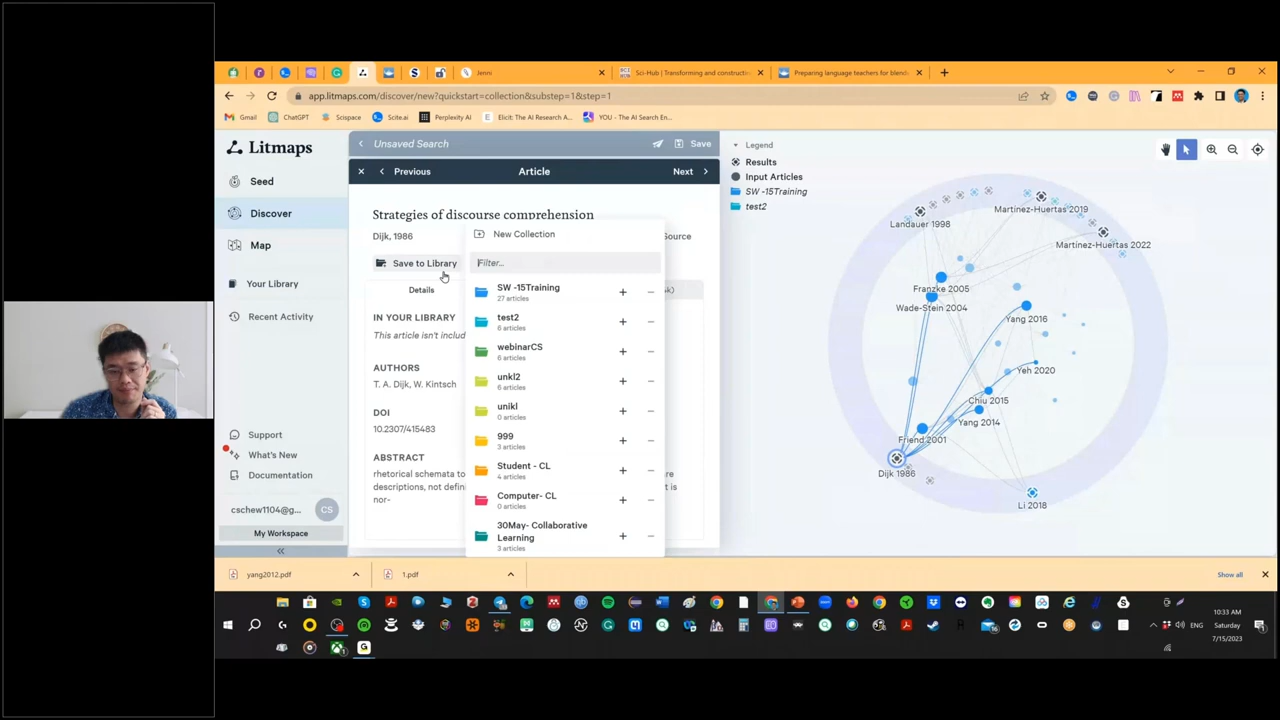 Jenni
Sci-Hub | Transforming and constructin
Preparing language teachers for blend
app.litmaps.com/discover/new?quickstart=collection&substep=1&step=1
Gmail
ChatGPT
Scispace
Scite.ai
Perplexity AI
Elicit: The AI Research A...
YOU - The AI Search En...
Litmaps
Seed
Discover
Map
Your Library
Recent Activity
Support
What's New
Documentation
cschew1104@g...
CS
My Workspace
Unsaved Search
Save
Previous
Article
Next
Strategies of discourse comprehension
Dijk, 1986
Source
Save to Library
Details
IN YOUR LIBRARY
This article isn't includ
AUTHORS
T. A. Dijk, W. Kintsch
DOI
10.2307/415483
ABSTRACT
rhetorical schemata to
descriptions, not defin
nor-
are
t is
New Collection
Filter...
SW -15Training
27 articles
test2
6 articles
webinarCS
6 articles
unkl2
6 articles
unikl
0 articles
999
3 articles
Student - CL
4 articles
Computer- CL
0 articles
30May- Collaborative
Learning
3 articles
Legend
Results
Input Articles
SW -15Training
test2
Martinez-Huertas 2019
Landauer 1998
Martinez-Huertas 2022
Franzke 2005
Wade-Stein 2004
Yang 2016
Yeh 2020
Chiu 2015
Yang 2014
Friend 2001
Dijk 1986
Li 2018
yang2012.pdf
1.pdf
Show all
10:33 AM
ENG
Saturday
7/15/2023